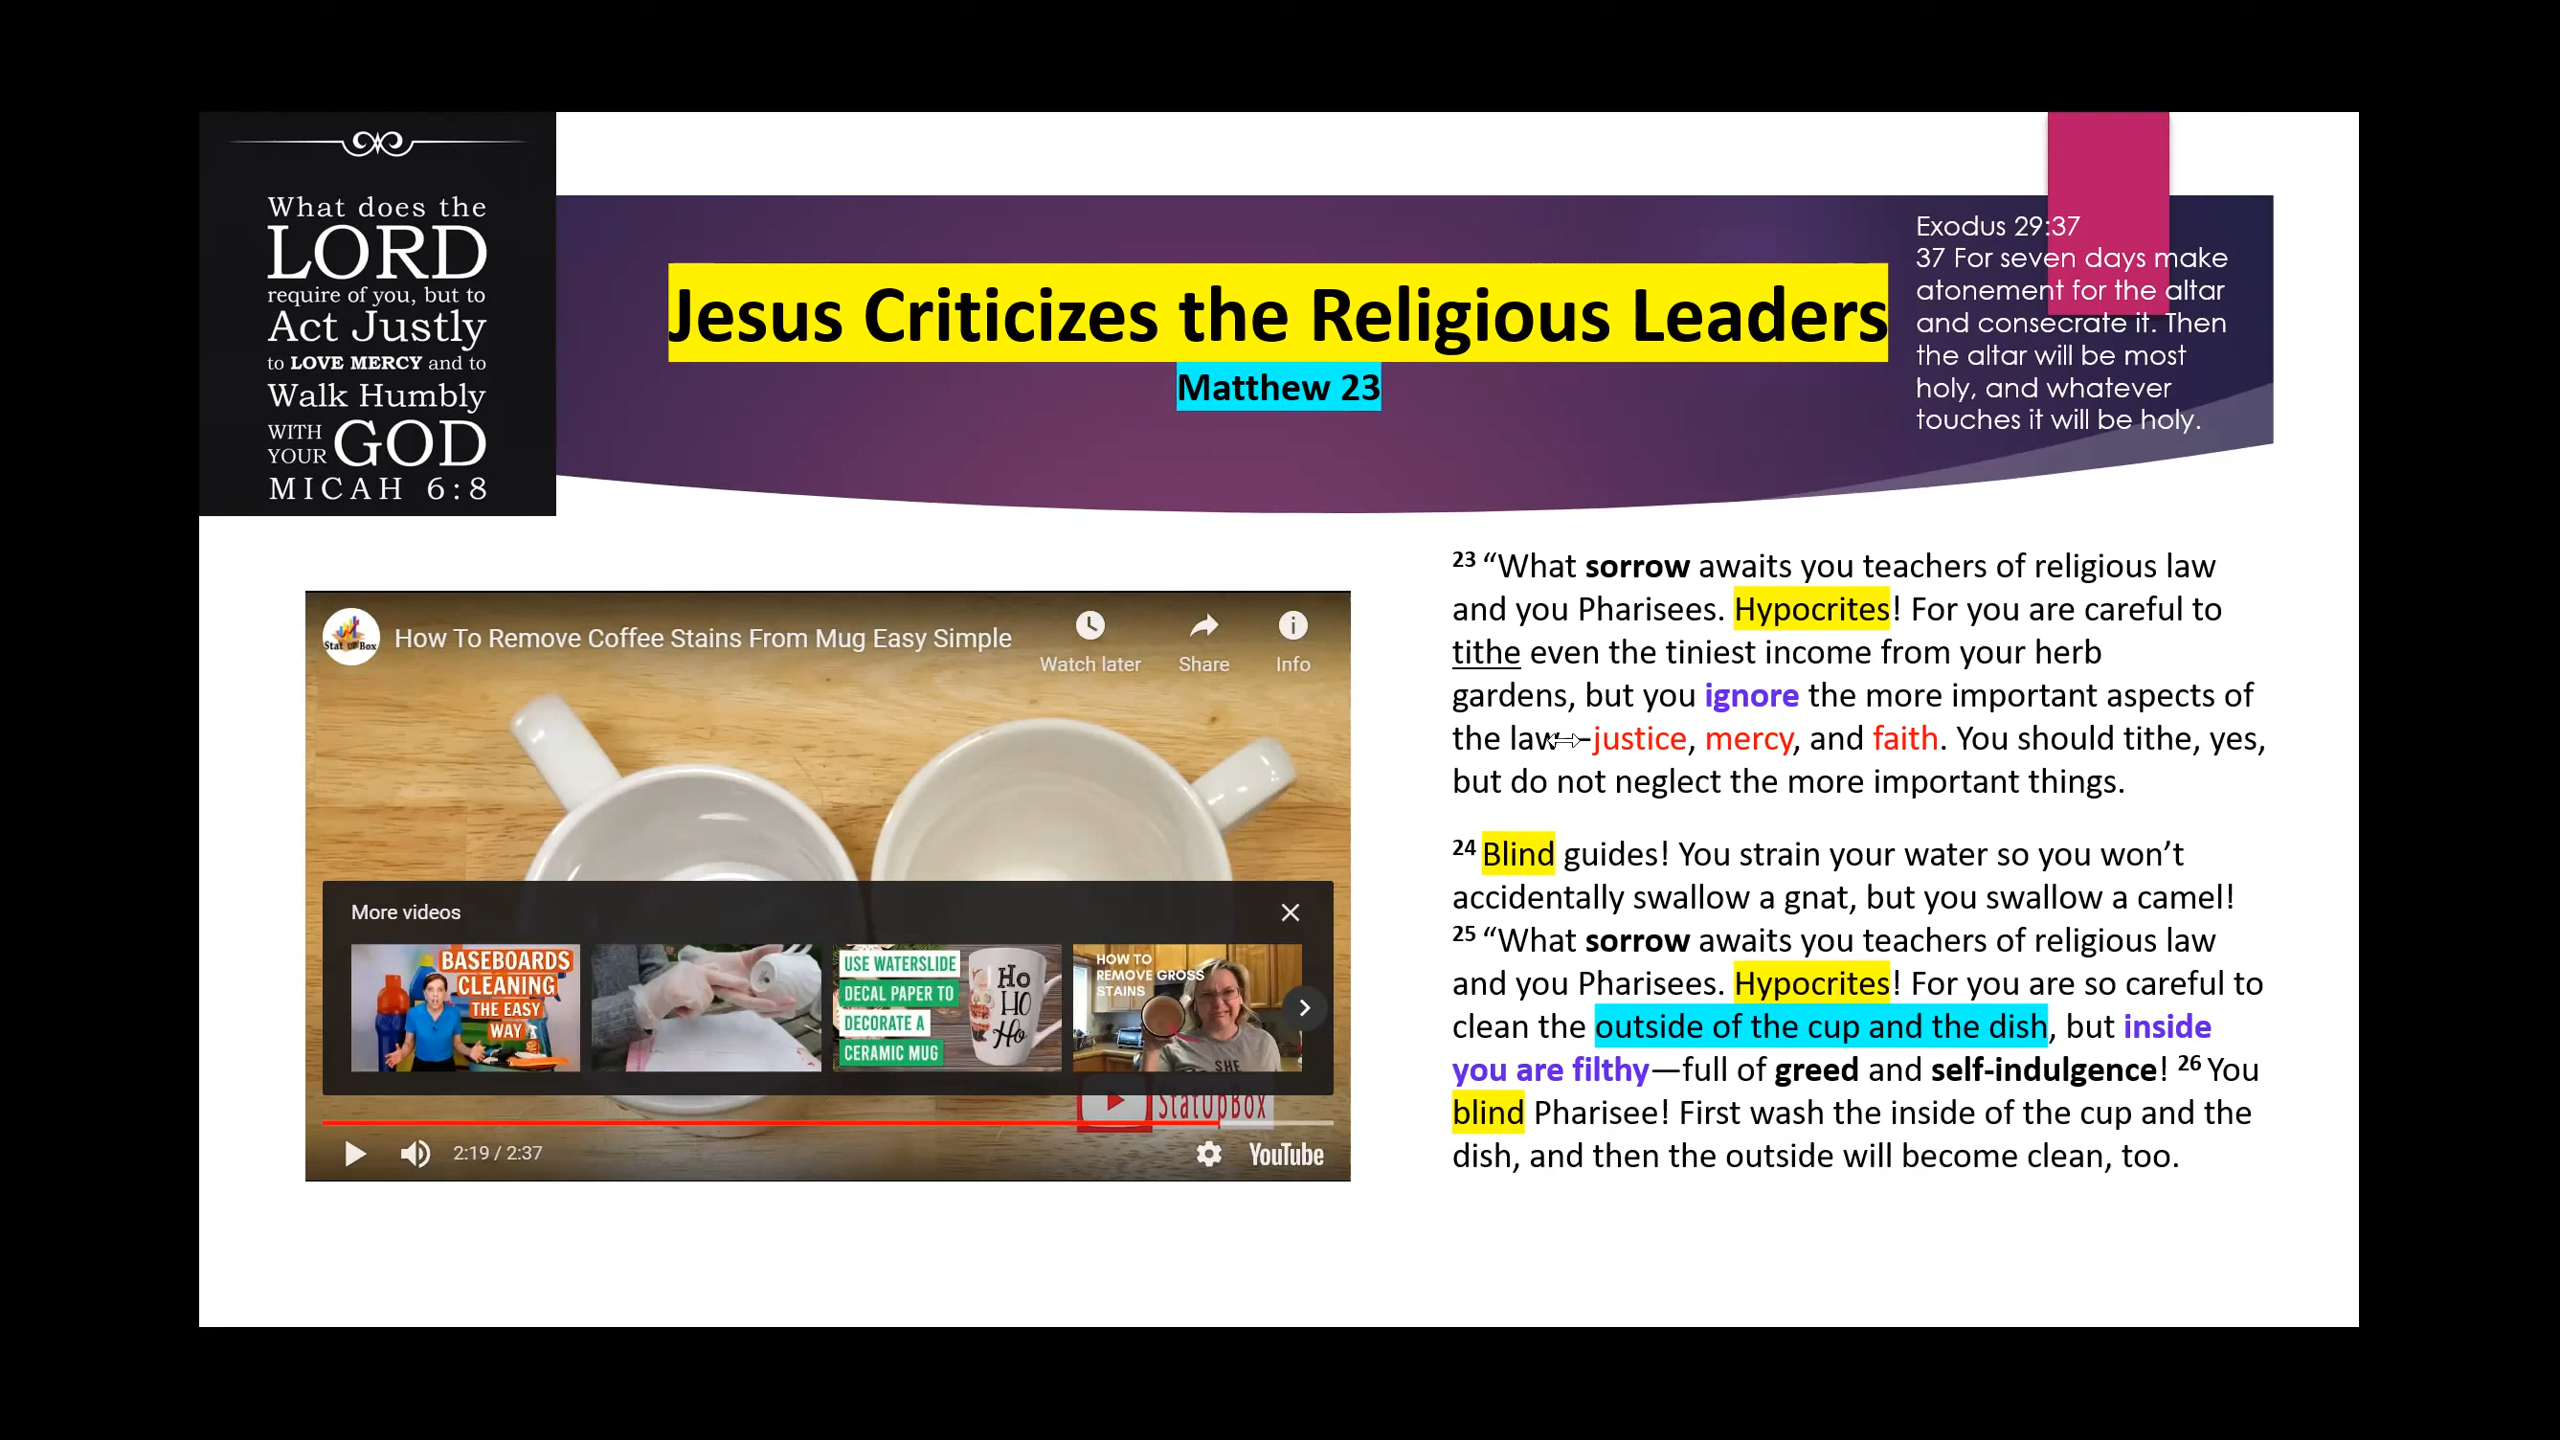 What does the
LORD
require of you, but to
Act Justly
to LOVE MERCY and to
Walk Humbly
WITH
YOUR GOD
MICAH 6:8
Jesus Criticizes the Religious Leaders
Matthew 23
Exodus 29:37
37 For seven days make
atonement for the altar
and consecrate it. Then
the altar will be most
holy, and whatever
touches it will be holy.
Stat UP Box
How To Remove Coffee Stains From Mug Easy Simple
Watch later
Share
Info
More videos
BASEBOARDS
CLEANING
THE EASY
WAY
USE WATERSLIDE
DECAL PAPER TO
DECORATE A
CERAMIC MUG
Ho
HO
Ho
HOW TO
REMOVE GROSS
STAINS
SHE
StatUpBox
2:19 / 2:37
YouTube
23 “What sorrow awaits you teachers of religious law
and you Pharisees. Hypocrites! For you are careful to
tithe even the tiniest income from your herb
gardens, but you ignore the more important aspects of
the law—justice, mercy, and faith. You should tithe, yes,
but do not neglect the more important things.
24 Blind guides! You strain your water so you won’t
accidentally swallow a gnat, but you swallow a camel!
25 “What sorrow awaits you teachers of religious law
and you Pharisees. Hypocrites! For you are so careful to
clean the outside of the cup and the dish, but inside
you are filthy—full of greed and self-indulgence! 26 You
blind Pharisee! First wash the inside of the cup and the
dish, and then the outside will become clean, too.